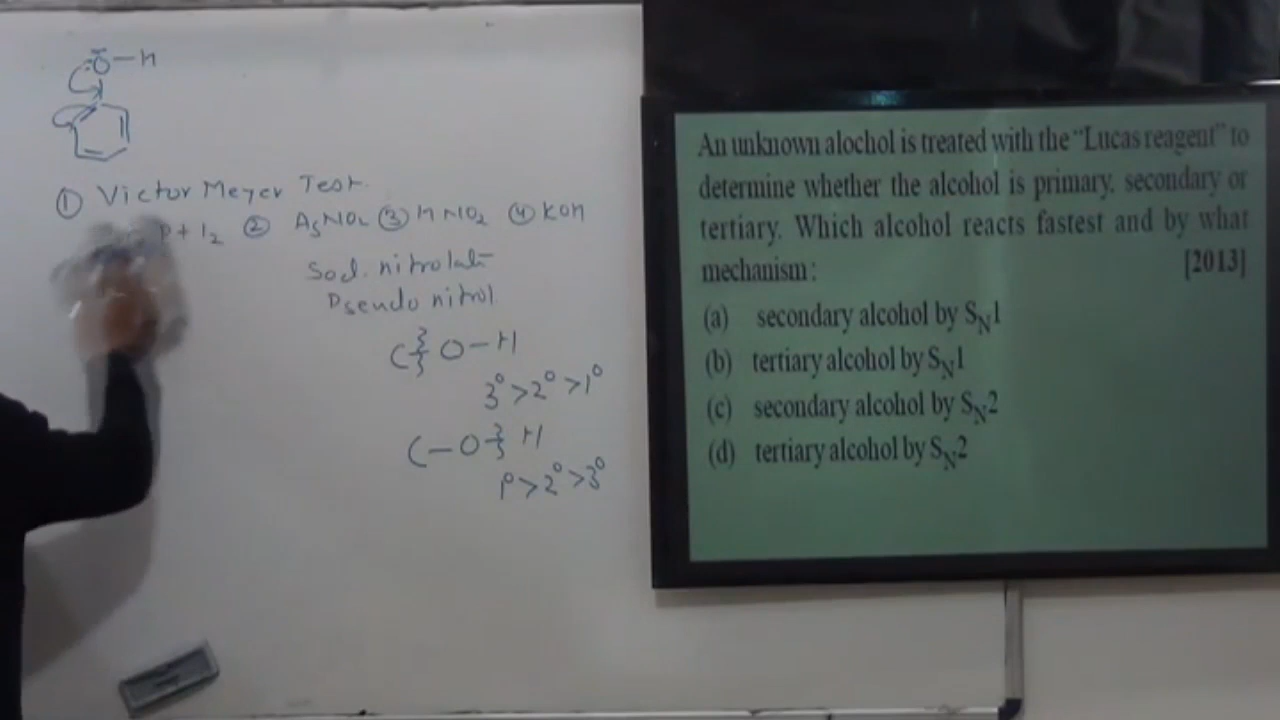 O-H
① Victor Meyer Test.
P + I2 ② AgNO2 ③ HNO2 ④ KOH
Sod. nitrolate
Pseudo nitrol
C O-H
3° > 2° > 1°
C-O H
1° > 2° > 3°
An unknown alochol is treated with the “Lucas reagent” to
determine whether the alcohol is primary, secondary or
tertiary. Which alcohol reacts fastest and by what
mechanism: [2013]
(a) secondary alcohol by SN1
(b) tertiary alcohol by SN1
(c) secondary alcohol by SN2
(d) tertiary alcohol by SN2